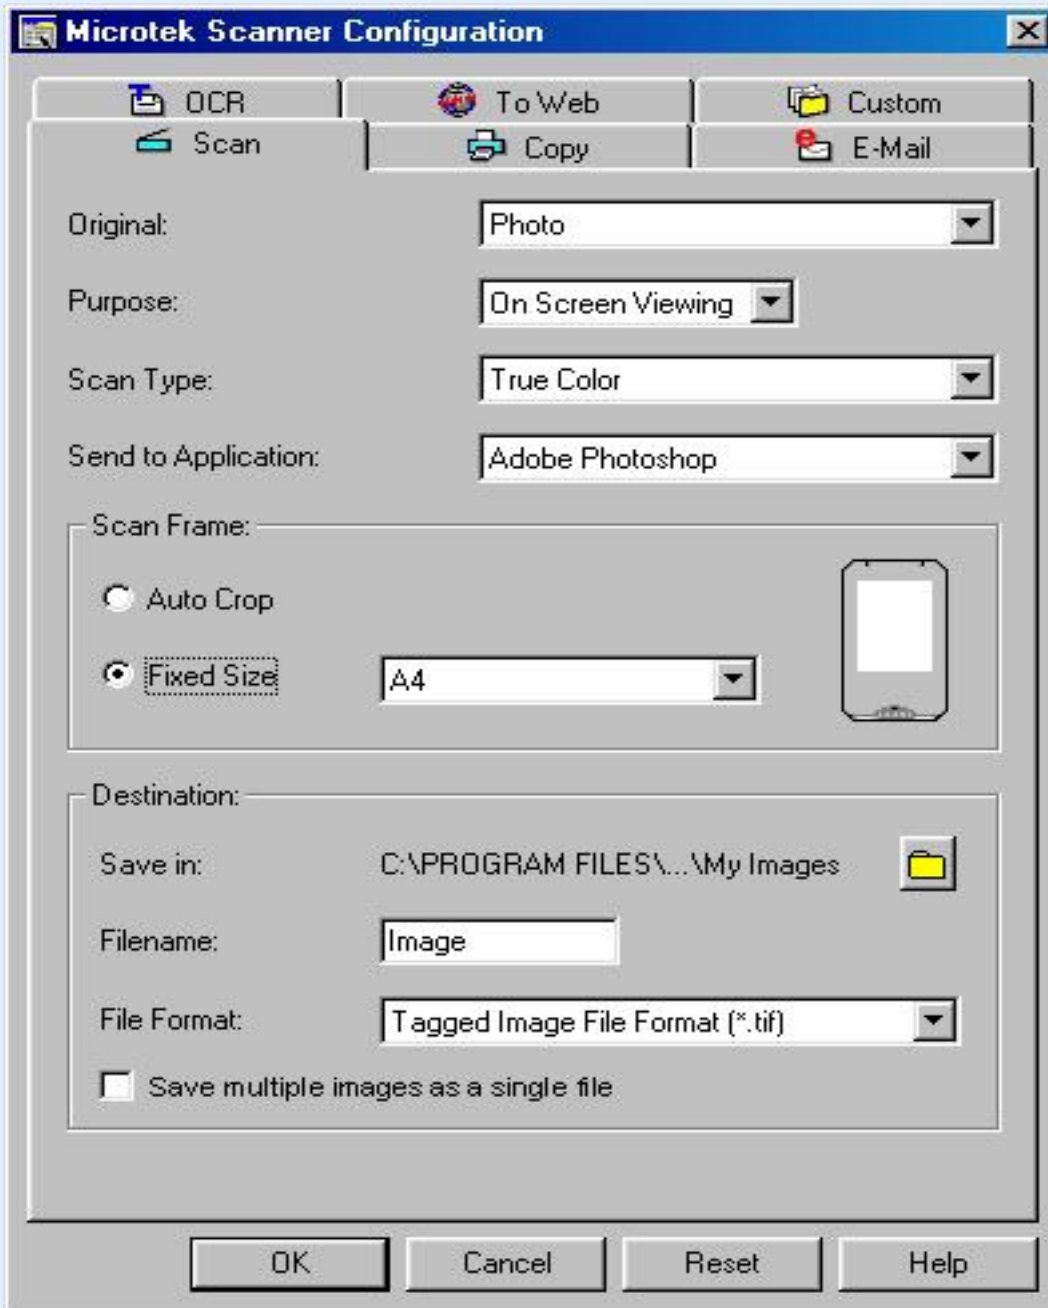 Microtek Scanner Configuration
OCR To Web Custom
Scan Copy E-Mail
Original: Photo
Purpose: On Screen Viewing
Scan Type: True Color
Send to Application: Adobe Photoshop
Scan Frame:
Auto Crop
Fixed Size A4
Destination:
Save in: C:\PROGRAM FILES\...\My Images
Filename: Image
File Format: Tagged Image File Format (*.tif)
Save multiple images as a single file
OK Cancel Reset Help